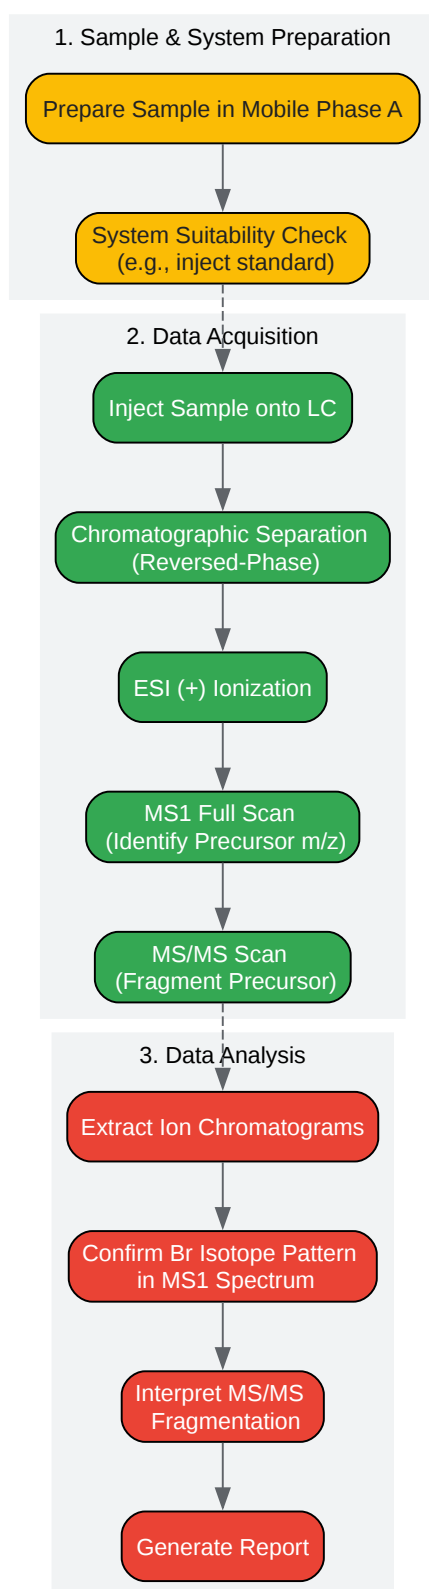 1. Sample & System Preparation
Prepare Sample in Mobile Phase A
System Suitability Check
(e.g., inject standard)
2. Data Acquisition
Inject Sample onto LC
Chromatographic Separation
(Reversed-Phase)
ESI (+) Ionization
MS1 Full Scan
(Identify Precursor m/z)
MS/MS Scan
(Fragment Precursor)
3. Data Analysis
Extract Ion Chromatograms
Confirm Br Isotope Pattern
in MS1 Spectrum
Interpret MS/MS
Fragmentation
Generate Report